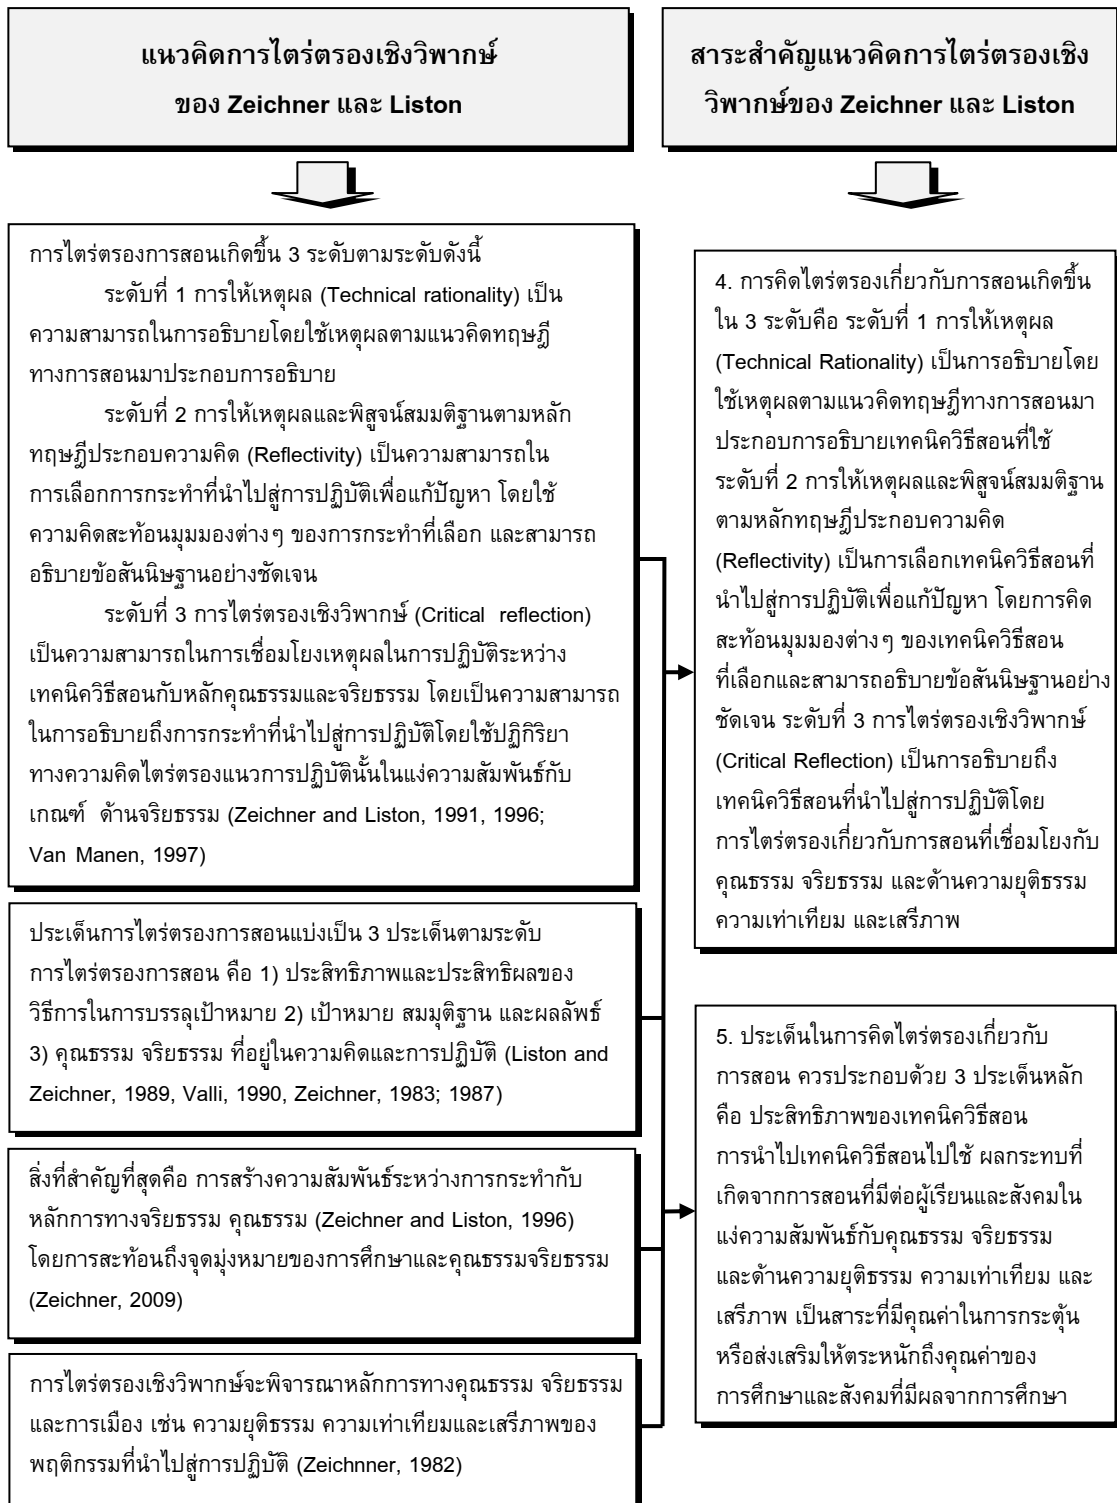 แนวคิดการไตร่ตรองเชิงวิพากษ์
ของ Zeichner และ Liston
สาระสำคัญแนวคิดการไตร่ตรองเชิง
วิพากษ์ของ Zeichner และ Liston
การไตร่ตรองการสอนเกิดขึ้น 3 ระดับตามระดับดังนี้
ระดับที่ 1 การให้เหตุผล (Technical rationality) เป็น
ความสามารถในการอธิบายโดยใช้เหตุผลตามแนวคิดทฤษฎี
ทางการสอนมาประกอบการอธิบาย
ระดับที่ 2 การให้เหตุผลและพิสูจน์สมมติฐานตามหลัก
ทฤษฎีประกอบความคิด (Reflectivity) เป็นความสามารถใน
การเลือกการกระทำที่นำไปสู่การปฏิบัติเพื่อแก้ปัญหา โดยใช้
ความคิดสะท้อนมุมมองต่างๆ ของการกระทำที่เลือก และสามารถ
อธิบายข้อสันนิษฐานอย่างชัดเจน
ระดับที่ 3 การไตร่ตรองเชิงวิพากษ์ (Critical reflection)
เป็นความสามารถในการเชื่อมโยงเหตุผลในการปฏิบัติระหว่าง
เทคนิควิธีสอนกับหลักคุณธรรมและจริยธรรม โดยเป็นความสามารถ
ในการอธิบายถึงการกระทำที่นำไปสู่การปฏิบัติโดยใช้ปฏิกิริยา
ทางความคิดไตร่ตรองแนวการปฏิบัตินั้นในแง่ความสัมพันธ์กับ
เกณฑ์ ด้านจริยธรรม (Zeichner and Liston, 1991, 1996;
Van Manen, 1997)
ประเด็นการไตร่ตรองการสอนแบ่งเป็น 3 ประเด็นตามระดับ
การไตร่ตรองการสอน คือ 1) ประสิทธิภาพและประสิทธิผลของ
วิธีการในการบรรลุเป้าหมาย 2) เป้าหมาย สมมุติฐาน และผลลัพธ์
3) คุณธรรม จริยธรรม ที่อยู่ในความคิดและการปฏิบัติ (Liston and
Zeichner, 1989, Valli, 1990, Zeichner, 1983; 1987)
สิ่งที่สำคัญที่สุดคือ การสร้างความสัมพันธ์ระหว่างการกระทำกับ
หลักการทางจริยธรรม คุณธรรม (Zeichner and Liston, 1996)
โดยการสะท้อนถึงจุดมุ่งหมายของการศึกษาและคุณธรรมจริยธรรม
(Zeichner, 2009)
การไตร่ตรองเชิงวิพากษ์จะพิจารณาหลักการทางคุณธรรม จริยธรรม
และการเมือง เช่น ความยุติธรรม ความเท่าเทียมและเสรีภาพของ
พฤติกรรมที่นำไปสู่การปฏิบัติ (Zeichnner, 1982)
4. การคิดไตร่ตรองเกี่ยวกับการสอนเกิดขึ้น
ใน 3 ระดับคือ ระดับที่ 1 การให้เหตุผล
(Technical Rationality) เป็นการอธิบายโดย
ใช้เหตุผลตามแนวคิดทฤษฎีทางการสอนมา
ประกอบการอธิบายเทคนิควิธีสอนที่ใช้
ระดับที่ 2 การให้เหตุผลและพิสูจน์สมมติฐาน
ตามหลักทฤษฎีประกอบความคิด
(Reflectivity) เป็นการเลือกเทคนิควิธีสอนที่
นำไปสู่การปฏิบัติเพื่อแก้ปัญหา โดยการคิด
สะท้อนมุมมองต่างๆ ของเทคนิควิธีสอน
ที่เลือกและสามารถอธิบายข้อสันนิษฐานอย่าง
ชัดเจน ระดับที่ 3 การไตร่ตรองเชิงวิพากษ์
(Critical Reflection) เป็นการอธิบายถึง
เทคนิควิธีสอนที่นำไปสู่การปฏิบัติโดย
การไตร่ตรองเกี่ยวกับการสอนที่เชื่อมโยงกับ
คุณธรรม จริยธรรม และด้านความยุติธรรม
ความเท่าเทียม และเสรีภาพ
5. ประเด็นในการคิดไตร่ตรองเกี่ยวกับ
การสอน ควรประกอบด้วย 3 ประเด็นหลัก
คือ ประสิทธิภาพของเทคนิควิธีสอน
การนำไปเทคนิควิธีสอนไปใช้ ผลกระทบที่
เกิดจากการสอนที่มีต่อผู้เรียนและสังคมใน
แง่ความสัมพันธ์กับคุณธรรม จริยธรรม
และด้านความยุติธรรม ความเท่าเทียม และ
เสรีภาพ เป็นสาระที่มีคุณค่าในการกระตุ้น
หรือส่งเสริมให้ตระหนักถึงคุณค่าของ
การศึกษาและสังคมที่มีผลจากการศึกษา